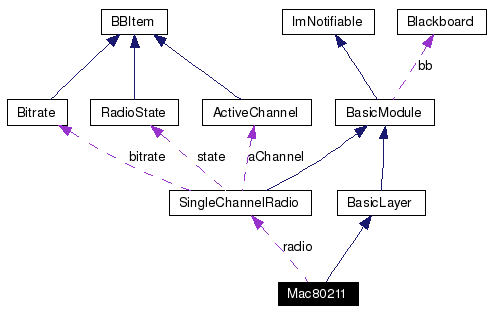 BBItem
ImNotifiable
Blackboard
bb
Bitrate
RadioState
ActiveChannel
BasicModule
bitrate
state
aChannel
SingleChannelRadio
BasicLayer
radio
Mac80211